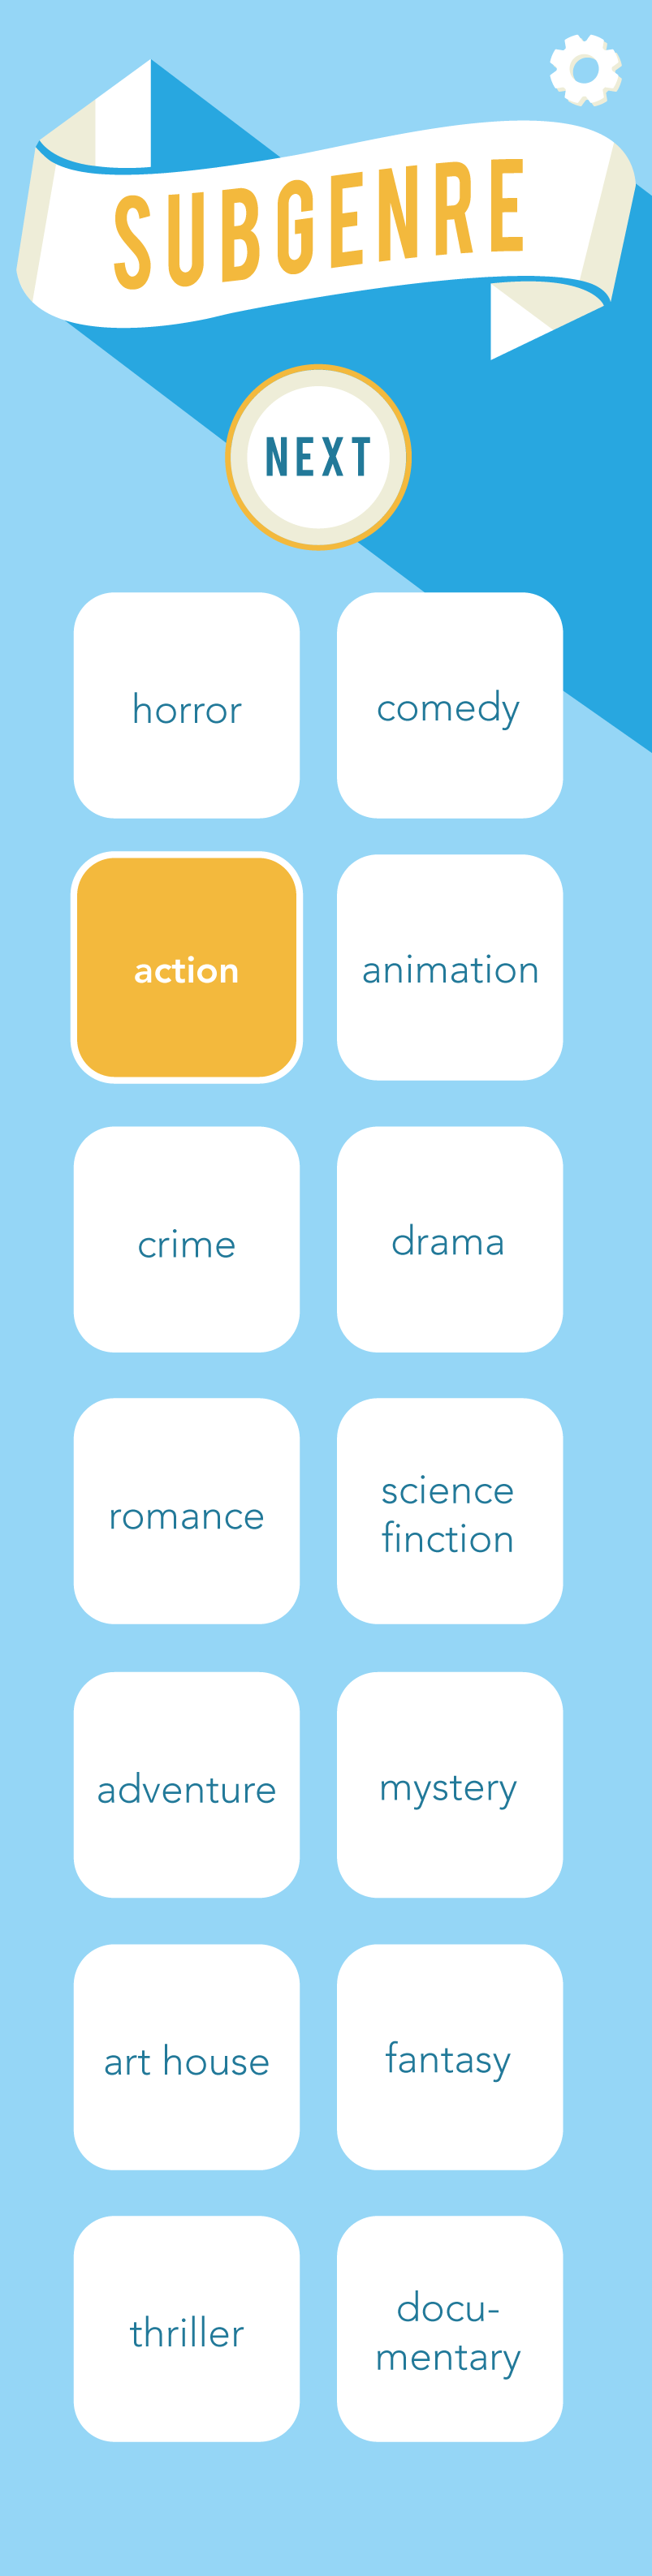 SUBGENRE
NEXT
horror
comedy
action
animation
crime
drama
romance
science
finction
adventure
mystery
art house
fantasy
thriller
docu-
mentary